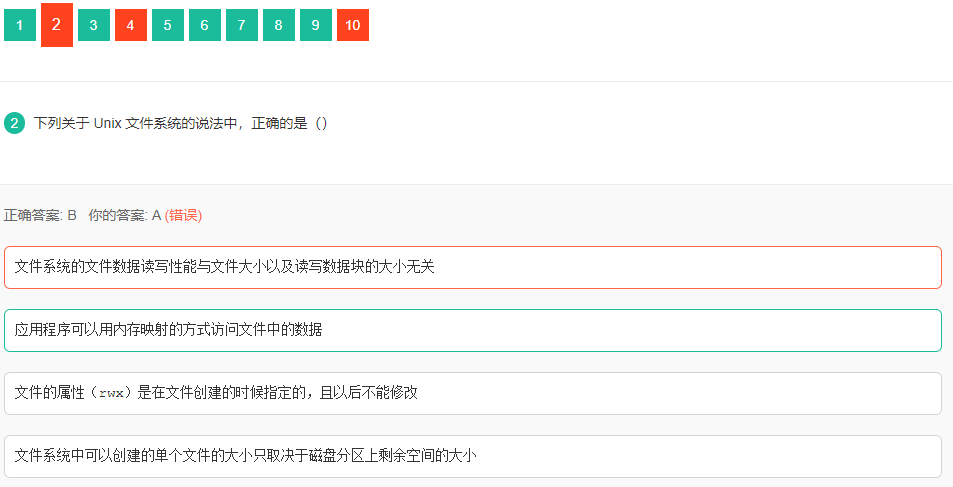 1 2 3 4 5 6 7 8 9 10
2 下列关于 Unix 文件系统的说法中，正确的是（）
正确答案: B 你的答案: A (错误)
文件系统的文件数据读写性能与文件大小以及读写数据块的大小无关
应用程序可以用内存映射的方式访问文件中的数据
文件的属性（rwx）是在文件创建的时候指定的，且以后不能修改
文件系统中可以创建的单个文件的大小只取决于磁盘分区上剩余空间的大小